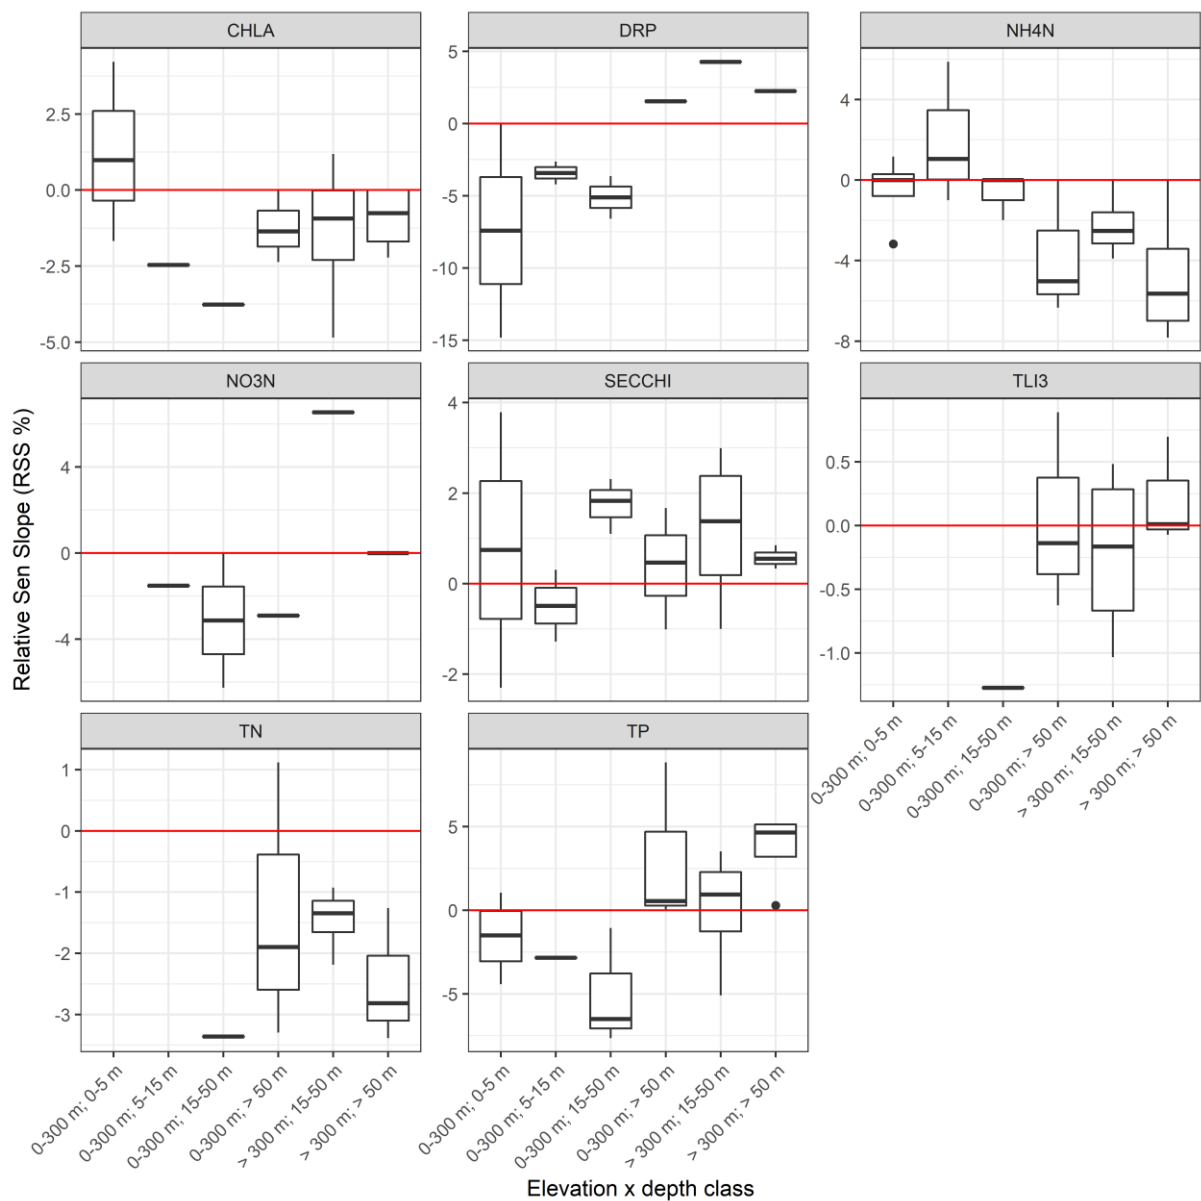 CHLA
DRP
NH4N
2.5
0.0
-2.5
-5.0
5
0
-5
-10
-15
4
0
-4
-8
NO3N
SECCHI
TLI3
4
0
-4
4
2
0
-2
0.5
0.0
-0.5
-1.0
TN
TP
1
0
-1
-2
-3
5
0
-5
0-300 m; 0-5 m
0-300 m; 5-15 m
0-300 m; 15-50 m
0-300 m; > 50 m
> 300 m; 15-50 m
> 300 m; > 50 m
0-300 m; 0-5 m
0-300 m; 5-15 m
0-300 m; 15-50 m
0-300 m; > 50 m
> 300 m; 15-50 m
> 300 m; > 50 m
0-300 m; 0-5 m
0-300 m; 5-15 m
0-300 m; 15-50 m
0-300 m; > 50 m
> 300 m; 15-50 m
> 300 m; > 50 m
Relative Sen Slope (RSS %)
Elevation x depth class